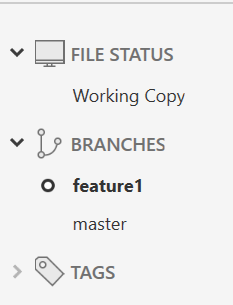 FILE STATUS
Working Copy
BRANCHES
feature1
master
TAGS